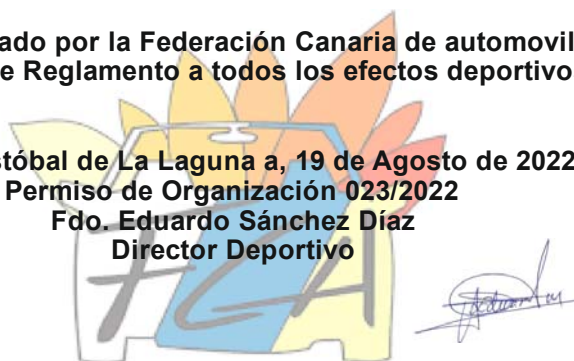 ado por la Federación Canaria de automovil
e Reglamento a todos los efectos deportivo
stóbal de La Laguna a, 19 de Agosto de 2022
Permiso de Organización 023/2022
Fdo. Eduardo Sánchez Díaz
Director Deportivo
FCA